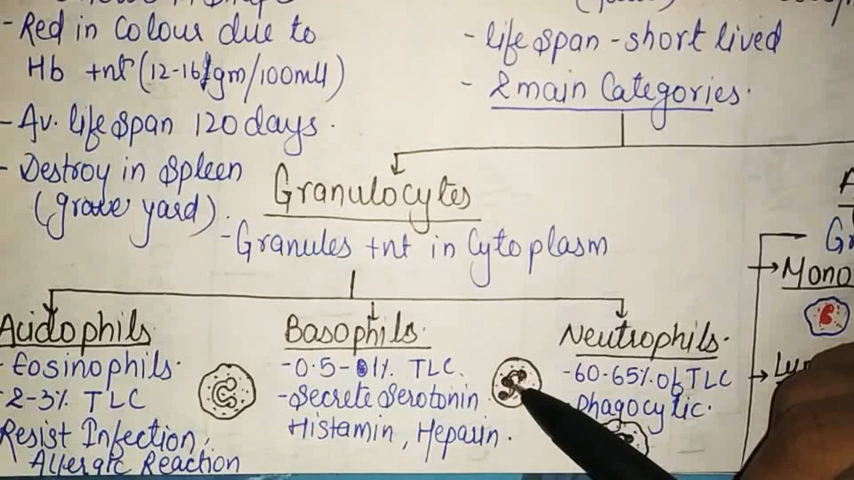 - Red in Colour due to
Hb +nt (12-16gm/100ml)
- Av. life span 120 days.
- Destroy in Spleen
(grave yard).
- life span - short lived
- 2 main Categories.
Granulocytes
- Granules +nt in Cytoplasm
Acidophils
- Eosinophils.
- 2-3% TLC
Resist Infection,
Allergic Reaction
Basophils.
- 0.5-1% TLC.
- Secrete Serotonin
Histamin, Heparin.
Neutrophils.
- 60-65% of TLC
- Phagocytic.
Mono